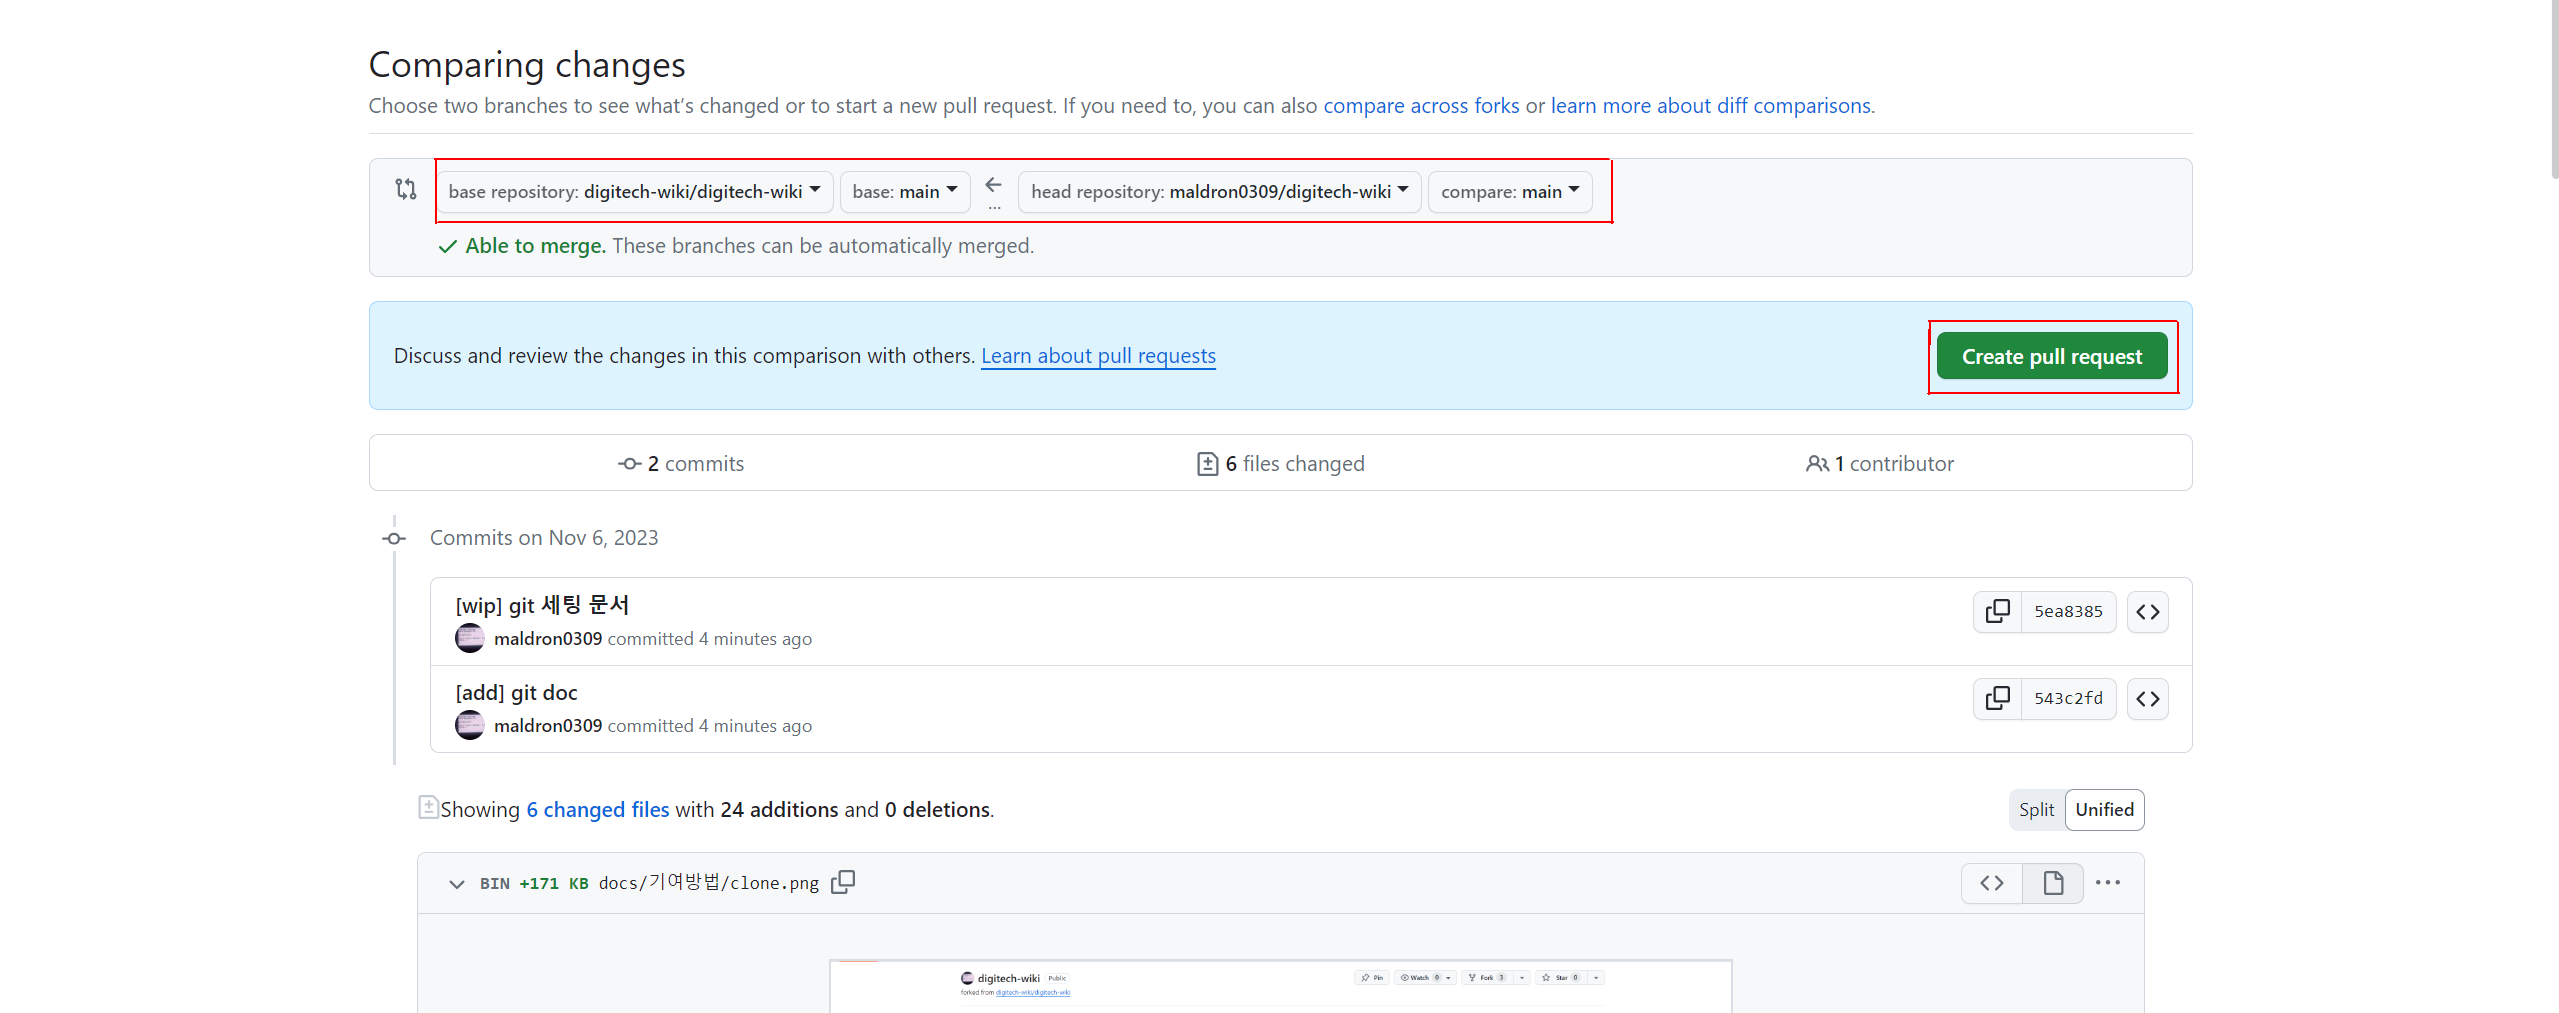 Comparing changes
Choose two branches to see what's changed or to start a new pull request. If you need to, you can also compare across forks or learn more about diff comparisons.
base repository: digitech-wiki/digitech-wiki base: main ... head repository: maldron0309/digitech-wiki compare: main
Able to merge. These branches can be automatically merged.
Discuss and review the changes in this comparison with others. Learn about pull requests
Create pull request
2 commits 6 files changed 1 contributor
Commits on Nov 6, 2023
[wip] git 세팅 문서
5ea8385
maldron0309 committed 4 minutes ago
[add] git doc
543c2fd
maldron0309 committed 4 minutes ago
Showing 6 changed files with 24 additions and 0 deletions.
Split Unified
BIN +171 KB docs/기여방법/clone.png
digitech-wiki Public Pin Watch 0 Fork 3 Star 0
forked from digitech-wiki/digitech-wiki